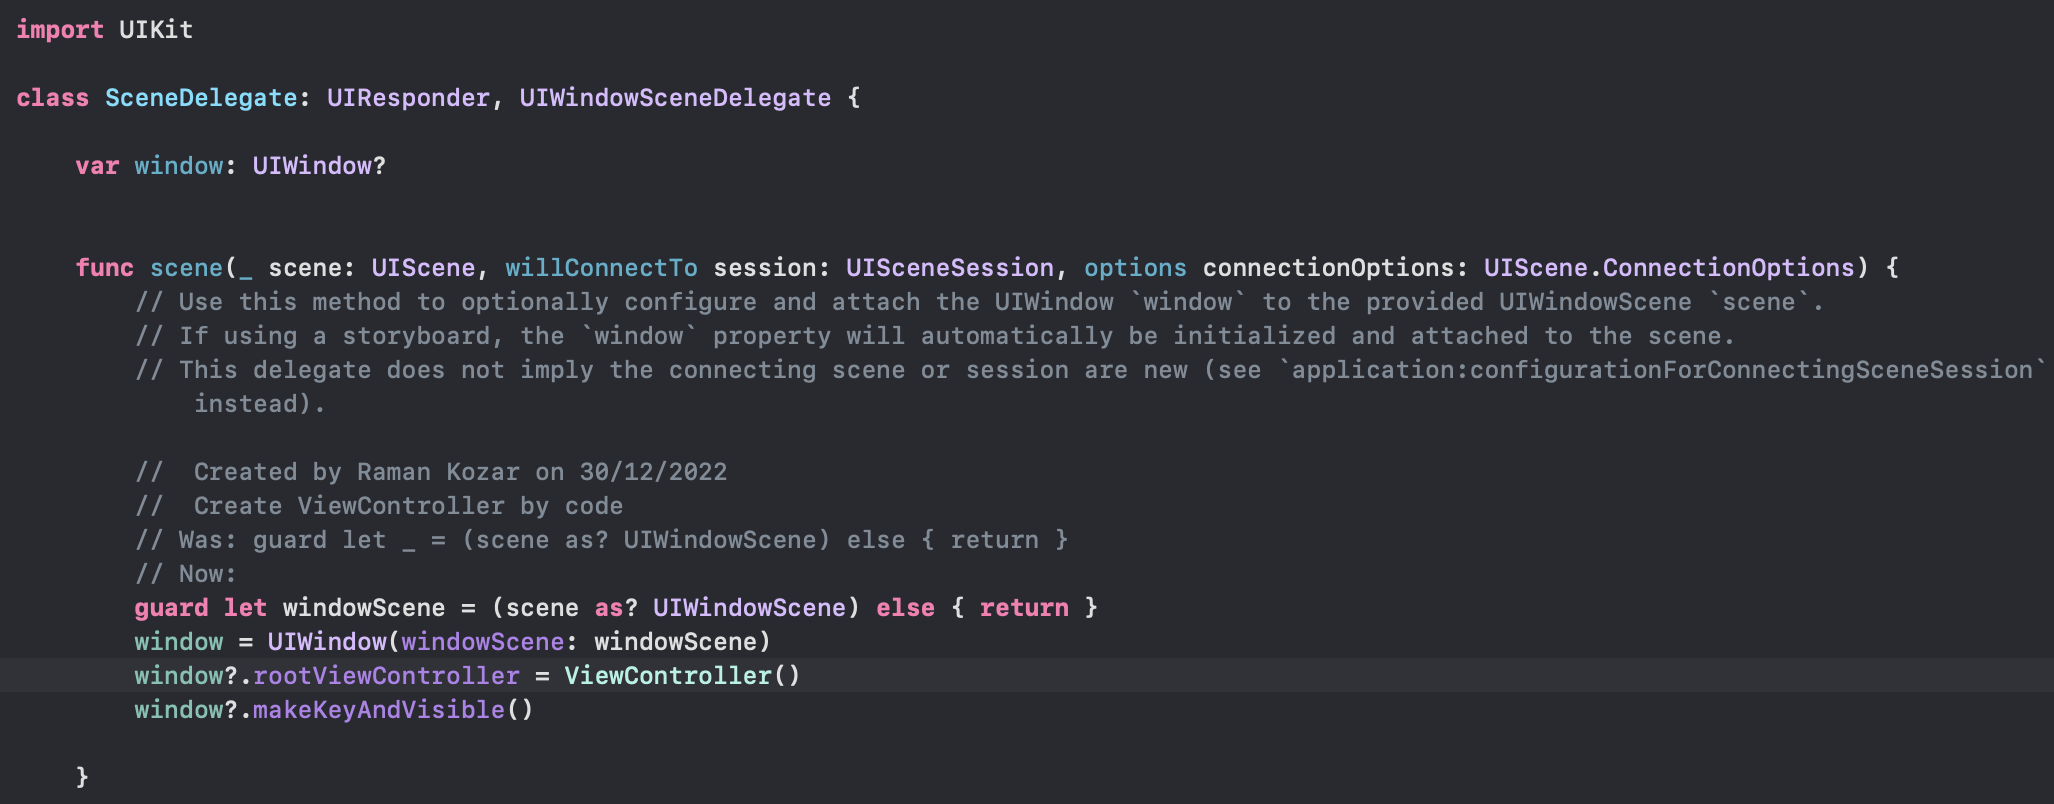 import UIKit
class SceneDelegate: UIResponder, UIWindowSceneDelegate {
var window: UIWindow?
func scene(_ scene: UIScene, willConnectTo session: UISceneSession, options connectionOptions: UIScene.ConnectionOptions) {
// Use this method to optionally configure and attach the UIWindow `window` to the provided UIWindowScene `scene`.
// If using a storyboard, the `window` property will automatically be initialized and attached to the scene.
// This delegate does not imply the connecting scene or session are new (see `application:configurationForConnectingSceneSession`
instead).
//  Created by Raman Kozar on 30/12/2022
//  Create ViewController by code
// Was: guard let _ = (scene as? UIWindowScene) else { return }
// Now:
guard let windowScene = (scene as? UIWindowScene) else { return }
window = UIWindow(windowScene: windowScene)
window?.rootViewController = ViewController()
window?.makeKeyAndVisible()
}